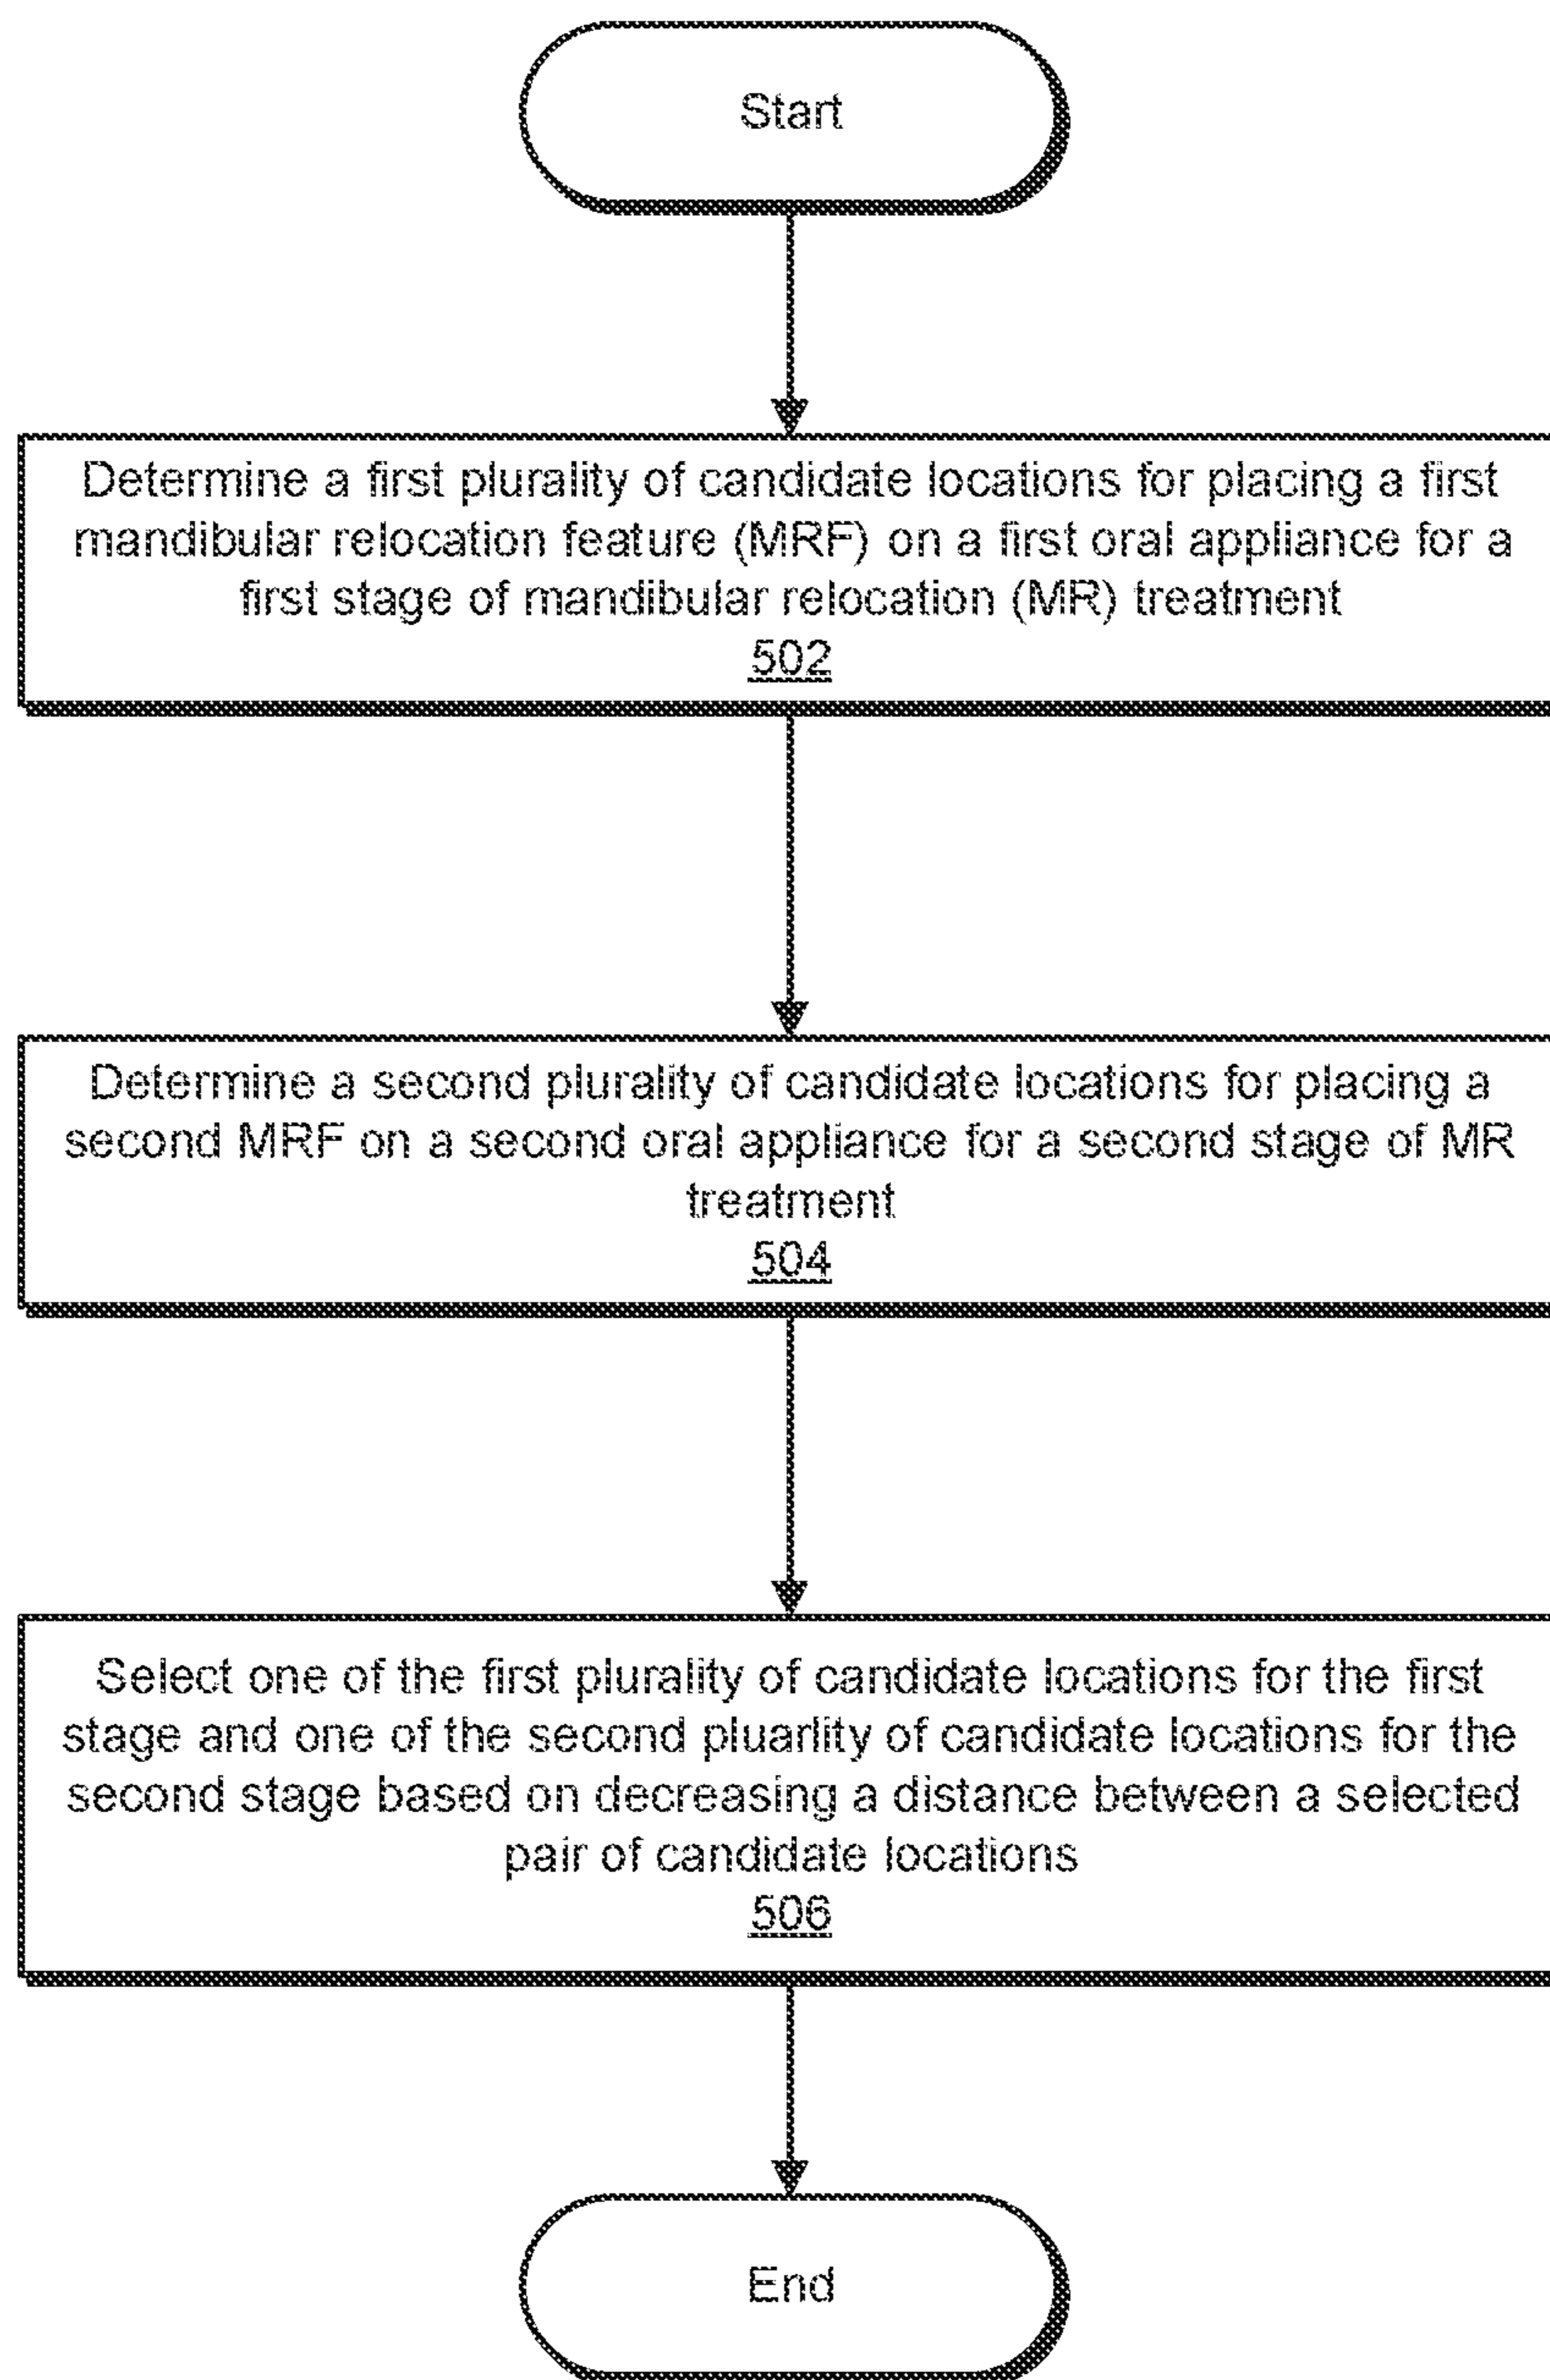 Start
Determine a first plurality of candidate locations for placing a first
mandibular relocation feature (MRF) on a first oral appliance for a
first stage of mandibular relocation (MR) treatment
502
Determine a second plurality of candidate locations for placing a
second MRF on a second oral appliance for a second stage of MR
treatment
504
Select one of the first plurality of candidate locations for the first
stage and one of the second pluarlity of candidate locations for the
second stage based on decreasing a distance between a selected
pair of candidate locations
506
End